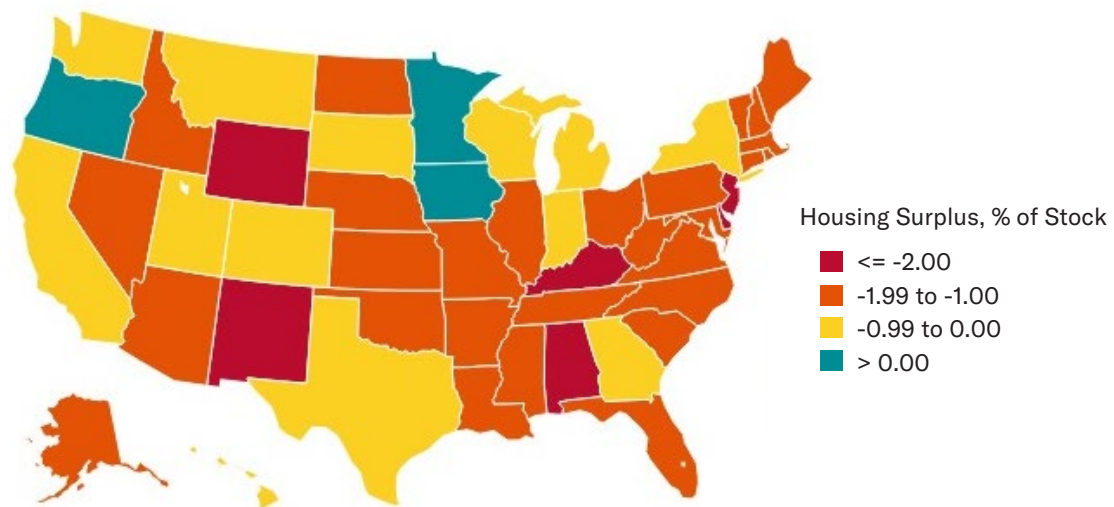 Housing Surplus, % of Stock
<= -2.00
-1.99 to -1.00
-0.99 to 0.00
> 0.00